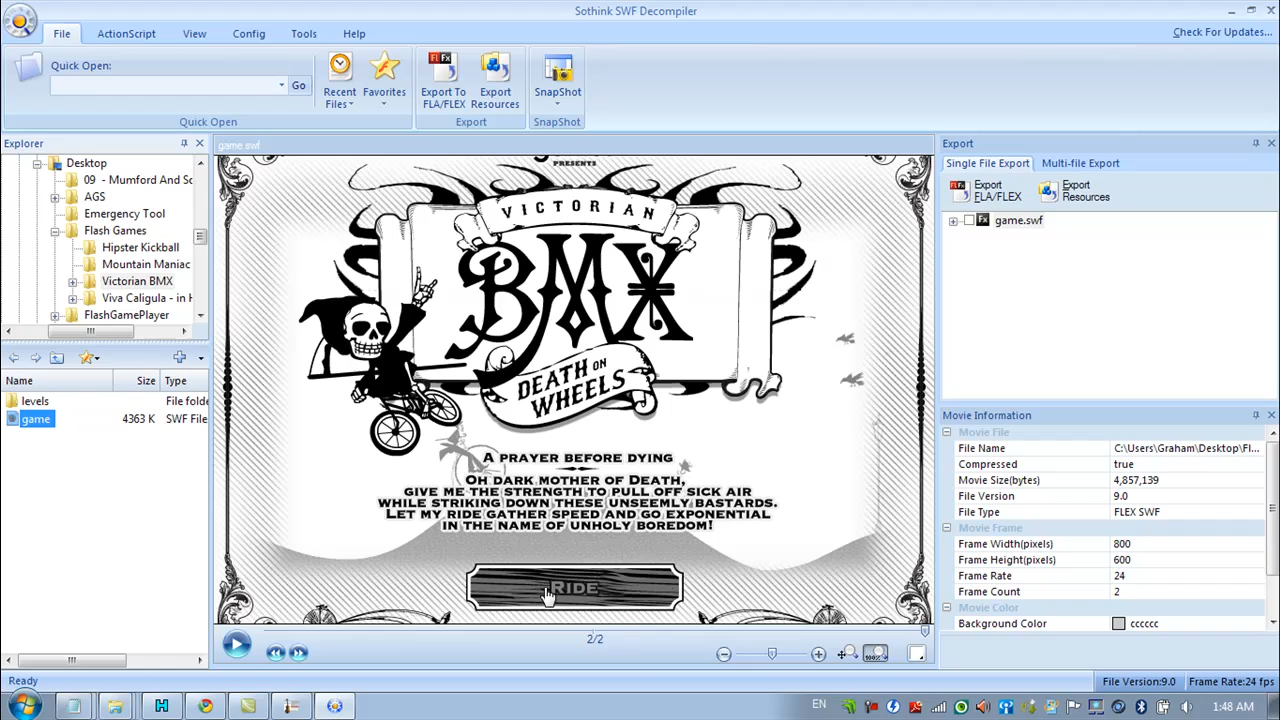 Sothink SWF Decompiler
File ActionScript View Config Tools Help
Check For Updates...
Quick Open:
Go
Recent Files
Favorites
Export To FLA/FLEX
Export Resources
SnapShot
Quick Open
Export
SnapShot
Explorer
Desktop
09 - Mumford And Sc
AGS
Emergency Tool
Flash Games
Hipster Kickball
Mountain Maniac
Victorian BMX
Viva Caligula - in H
FlashGamePlayer
Name Size Type
levels File folde
game 4363 K SWF File
game.swf
PRESENTS
VICTORIAN
BMX
DEATH ON
WHEELS
A PRAYER BEFORE DYING
OH DARK MOTHER OF DEATH,
GIVE ME THE STRENGTH TO PULL OFF SICK AIR
WHILE STRIKING DOWN THESE UNSEEMLY BASTARDS.
LET MY RIDE GATHER SPEED AND GO EXPONENTIAL
IN THE NAME OF UNHOLY BOREDOM!
RIDE
2/2
100%
Export
Single File Export Multi-file Export
Export FLA/FLEX
Export Resources
game.swf
Movie Information
Movie File
File Name C:\Users\Graham\Desktop\Fl...
Compressed true
Movie Size(bytes) 4,857,139
File Version 9.0
File Type FLEX SWF
Movie Frame
Frame Width(pixels) 800
Frame Height(pixels) 600
Frame Rate 24
Frame Count 2
Movie Color
Background Color cccccc
Ready
File Version:9.0 Frame Rate:24 fps
EN
1:48 AM